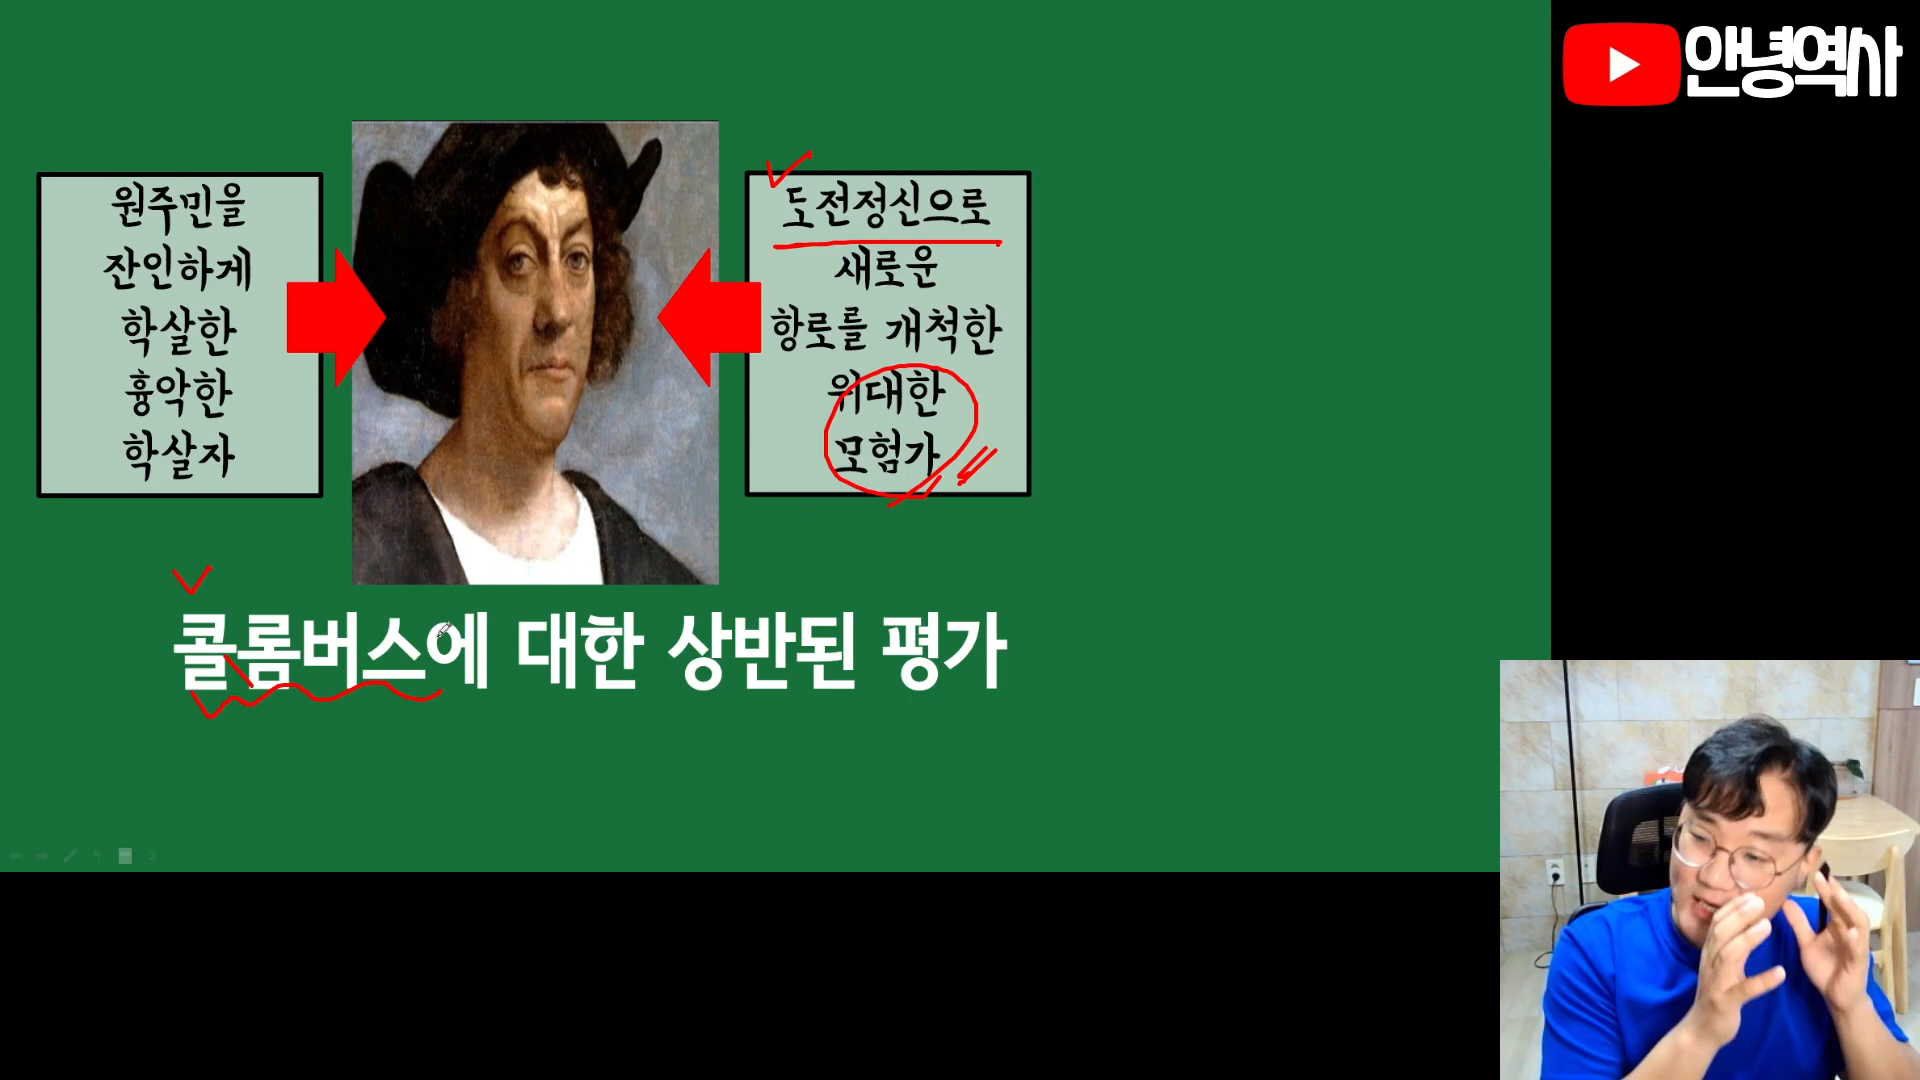 안녕역사
원주민을
잔인하게
학살한
흉악한
학살자
도전정신으로
새로운
항로를 개척한
위대한
모험가
콜롬버스에 대한 상반된 평가